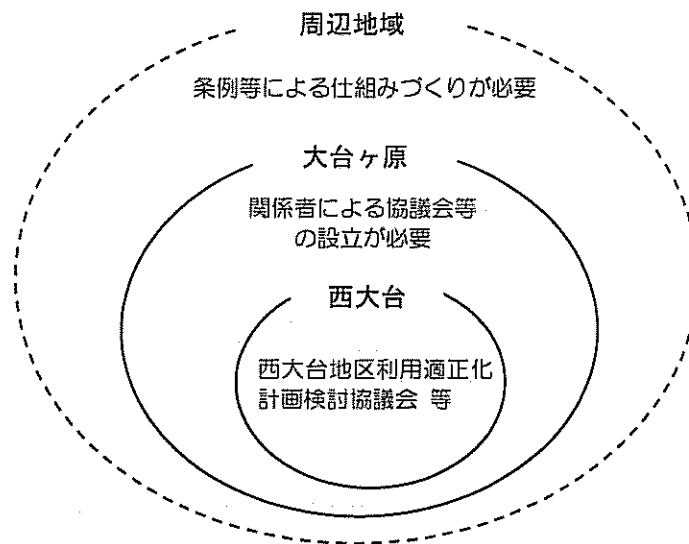 周辺地域
条例等による仕組みづくりが必要
大台ヶ原
関係者による協議会等
の設立が必要
西大台
西大台地区利用適正化
計画検討協議会 等